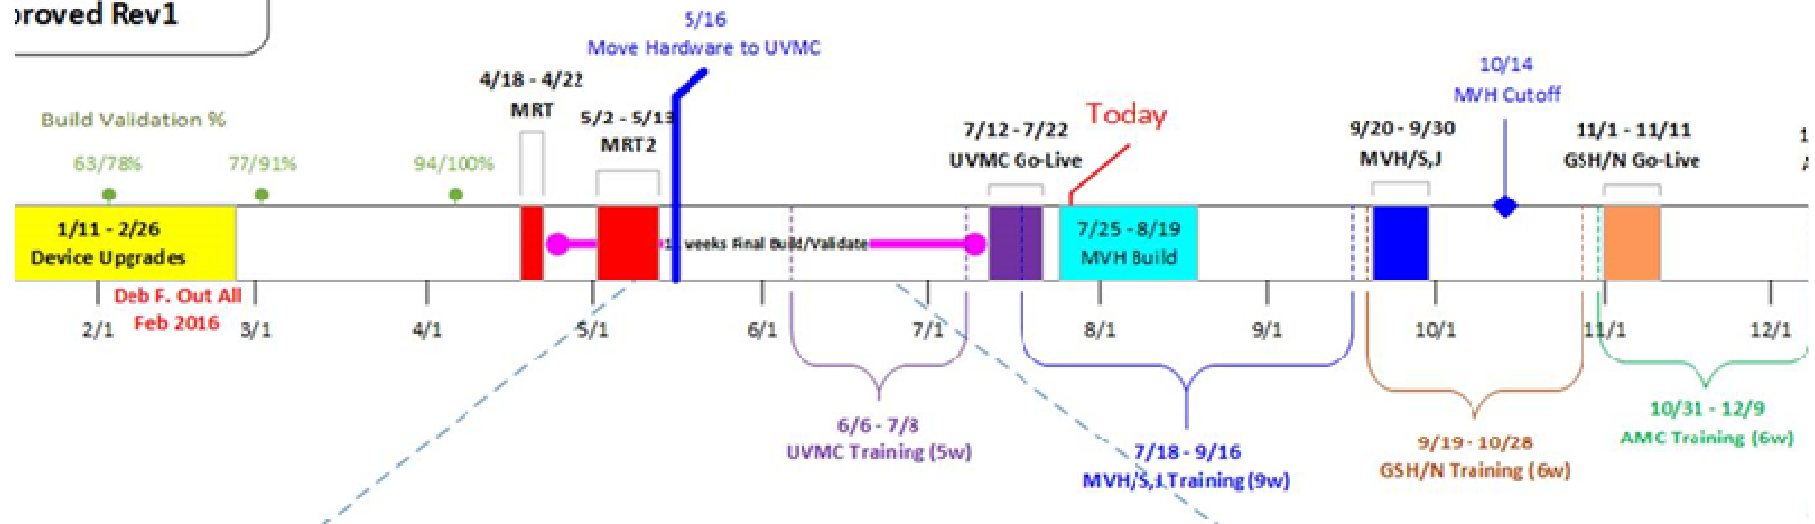 proved Rev1
5/16
Move Hardware to UVMC
4/18 - 4/22
MRT
5/2 - 5/13
MRT2
Build Validation %
63/78%
77/91%
94/100%
7/12 - 7/22
UVMC Go-Live
Today
9/20 - 9/30
MVH/S,J
10/14
MVH Cutoff
11/1 - 11/11
GSH/N Go-Live
1/11 - 2/26
Device Upgrades
weeks Final Build/Validate
7/25 - 8/19
MVH Build
Deb F. Out All
Feb 2016
2/1
3/1
4/1
5/1
6/1
7/1
8/1
9/1
10/1
11/1
12/1
6/6 - 7/8
UVMC Training (5w)
7/18 - 9/16
MVH/S,J Training (9w)
9/19 - 10/28
GSH/N Training (6w)
10/31 - 12/9
AMC Training (6w)